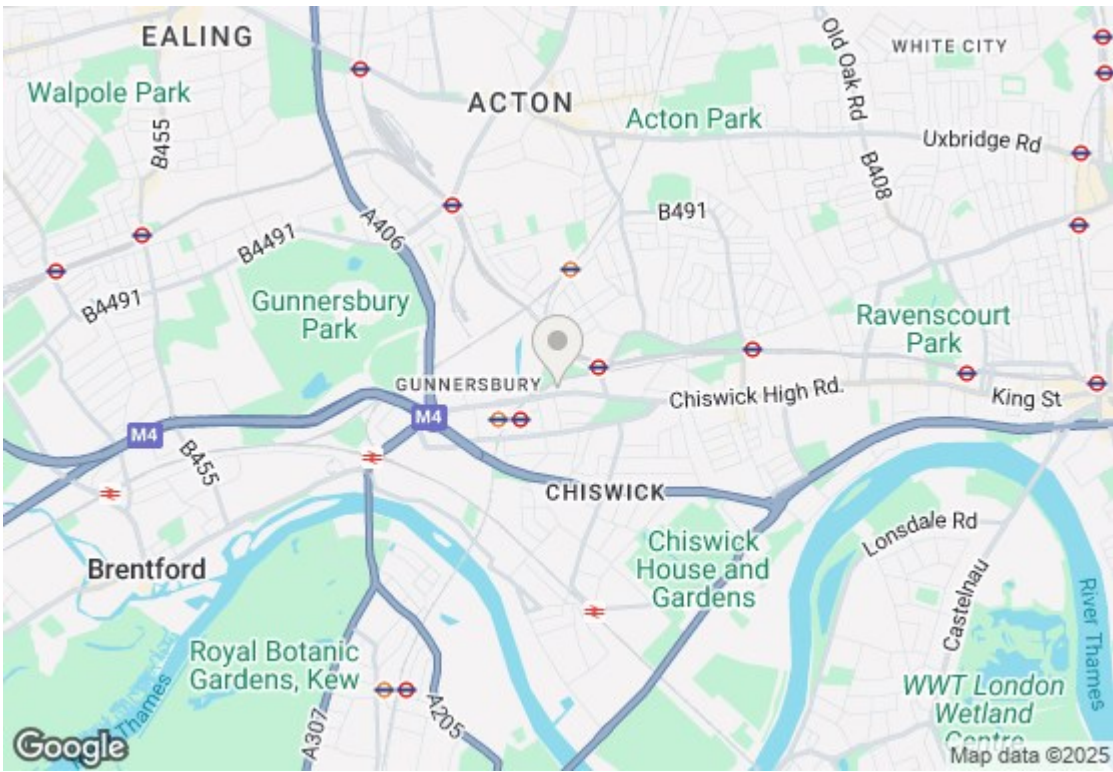 EALING
WHITE CITY
Old Oak Rd
Walpole Park
ACTON
Acton Park
B455
Uxbridge Rd
B408
B491
A406
B4491
B4491
Gunnersbury
Park
Ravenscourt
Park
GUNNERSBURY
Chiswick High Rd.
King St
M4
M4
B455
CHISWICK
Lonsdale Rd
Chiswick
House and
Gardens
Brentford
Castelnau
River Thames
Royal Botanic
Gardens, Kew
WWT London
Wetland
Centre
Thames
A307
A205
Google
Map data ©2025